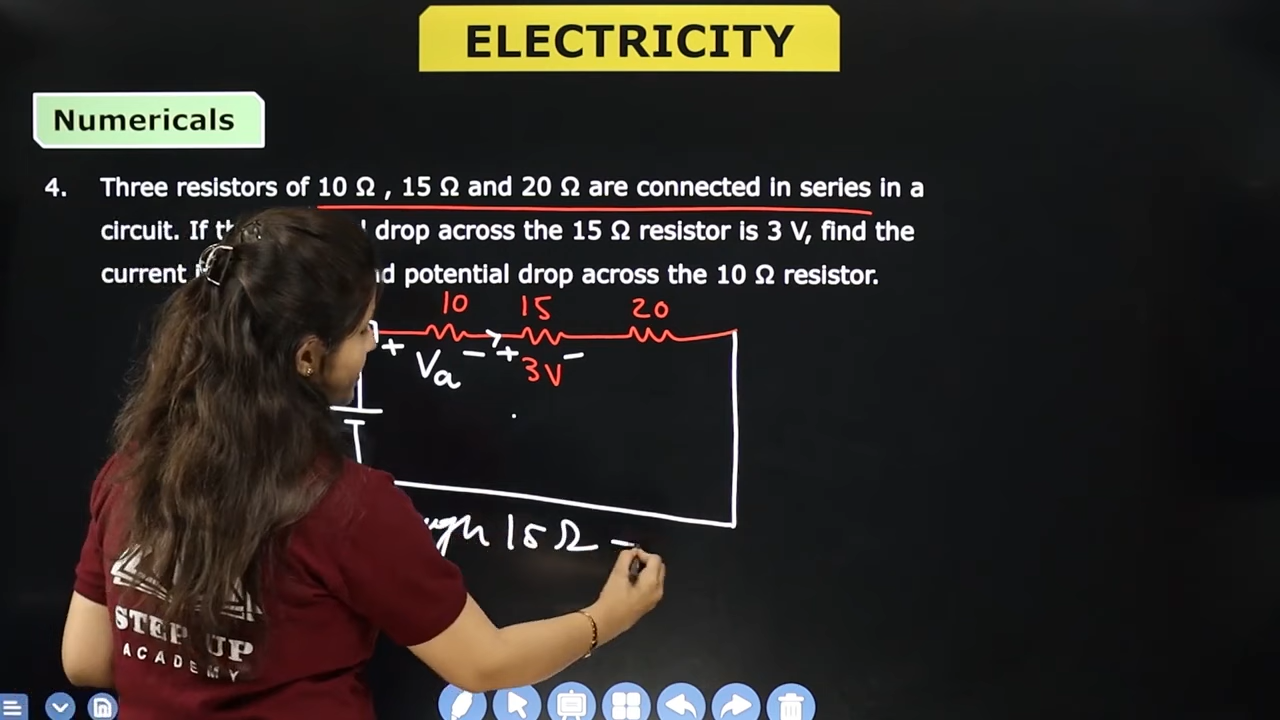 ELECTRICITY
Numericals
4. Three resistors of 10 Ω , 15 Ω and 20 Ω are connected in series in a
circuit. If drop across the 15 Ω resistor is 3 V, find the
current potential drop across the 10 Ω resistor.
10 15 20
+ Va - + 3V -
15 Ω -
STEP UP
ACADEMY